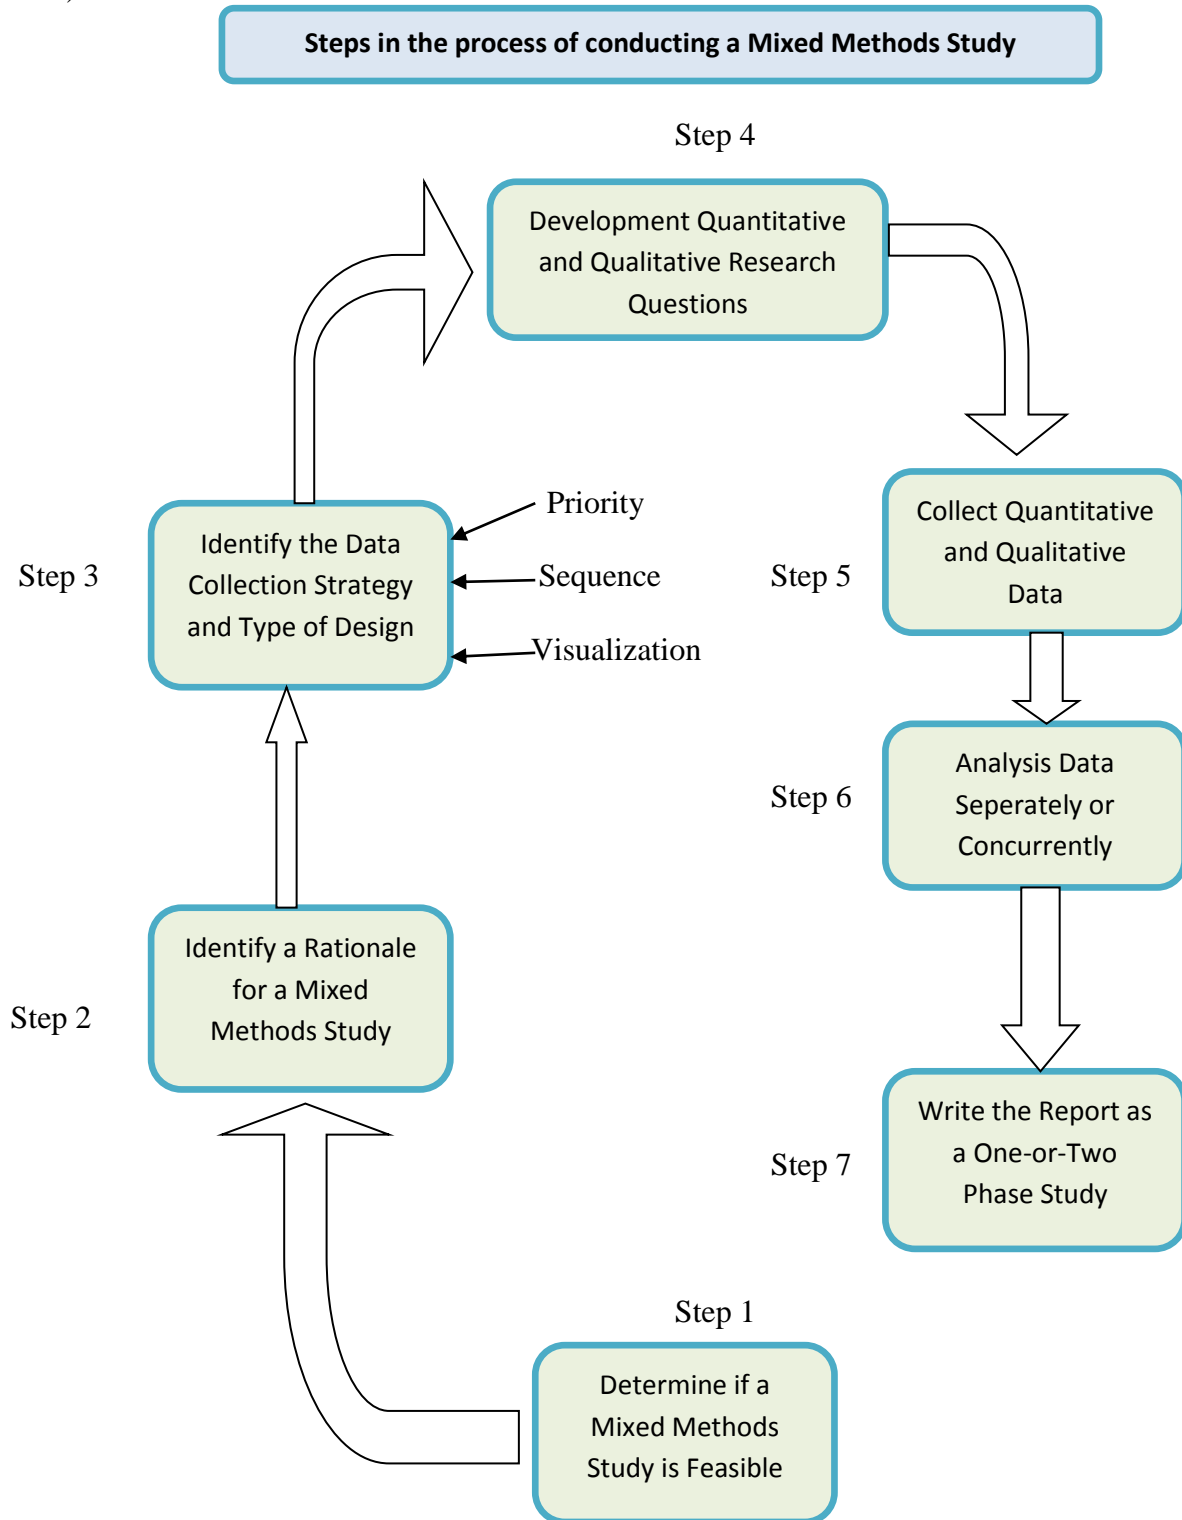 Steps in the process of conducting a Mixed Methods Study
Step 4
Development Quantitative
and Qualitative Research
Questions
Step 3
Identify the Data
Collection Strategy
and Type of Design
Priority
Sequence
Visualization
Step 5
Collect Quantitative
and Qualitative
Data
Step 6
Analysis Data
Seperately or
Concurrently
Step 2
Identify a Rationale
for a Mixed
Methods Study
Step 7
Write the Report as
a One-or-Two
Phase Study
Step 1
Determine if a
Mixed Methods
Study is Feasible